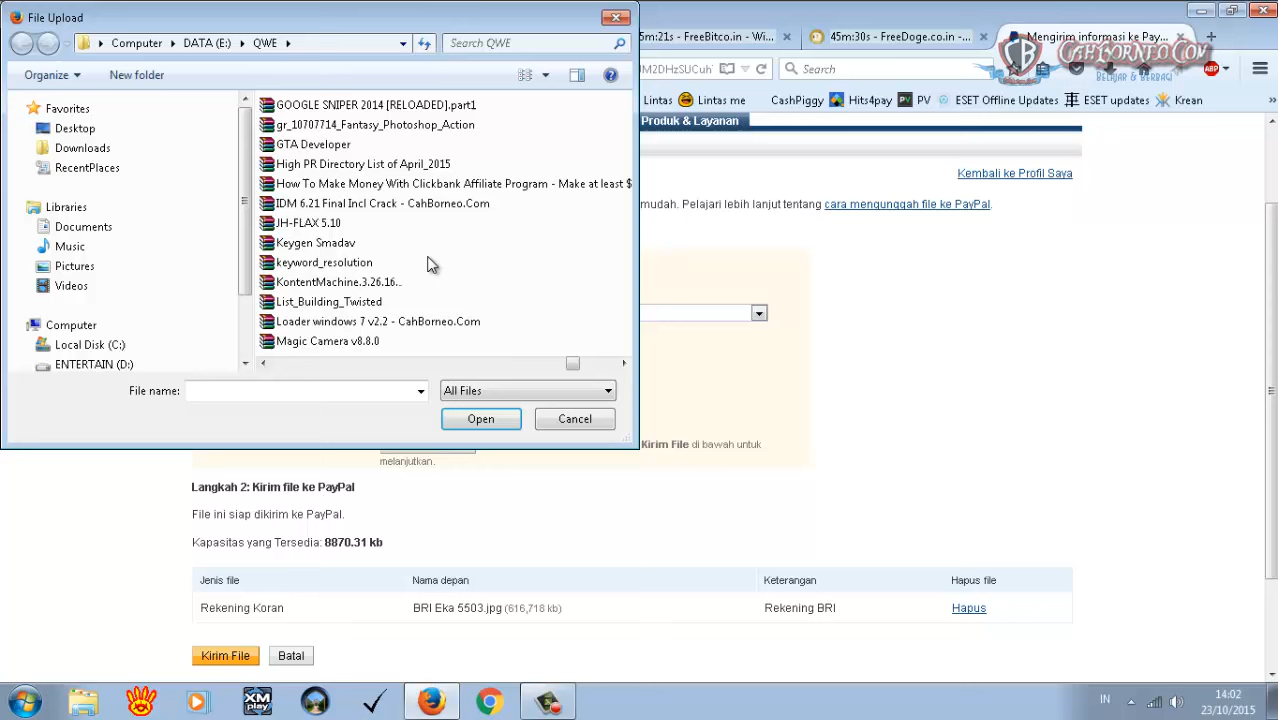 File Upload
Computer
DATA (E:)
QWE
Search QWE
Organize
New folder
Favorites
Desktop
Downloads
RecentPlaces
Libraries
Documents
Music
Pictures
Videos
Computer
Local Disk (C:)
ENTERTAIN (D:)
GOOGLE SNIPER 2014 [RELOADED].part1
gr_10707714_Fantasy_Photoshop_Action
GTA Developer
High PR Directory List of April_2015
How To Make Money With Clickbank Affiliate Program - Make at least $
IDM 6.21 Final Incl Crack - CahBorneo.Com
JH-FLAX 5.10
Keygen Smadav
keyword_resolution
KontentMachine.3.26.16..
List_Building_Twisted
Loader windows 7 v2.2 - CahBorneo.Com
Magic Camera v8.8.0
File name:
All Files
Open
Cancel
45m:21s - FreeBitco.in - Wi...
45m:30s - FreeDoge.co.in -...
Mengirim informasi ke Pay...
CahBorneo.Com
BELAJAR & BERBAGI
M2DHzSUCuh
Search
ABP
Lintas
Lintas me
CashPiggy
Hits4pay
PV
PV
ESET Offline Updates
ESET updates
Krean
Produk & Layanan
Kembali ke Profil Saya
mudah. Pelajari lebih lanjut tentang cara mengunggah file ke PayPal.
Kirim File di bawah untuk
melanjutkan.
Langkah 2: Kirim file ke PayPal
File ini siap dikirim ke PayPal.
Kapasitas yang Tersedia: 8870.31 kb
Jenis file Nama depan Keterangan Hapus file
Rekening Koran BRI Eka 5503.jpg (616,718 kb) Rekening BRI Hapus
Kirim File
Batal
XM
play
IN
14:02
23/10/2015